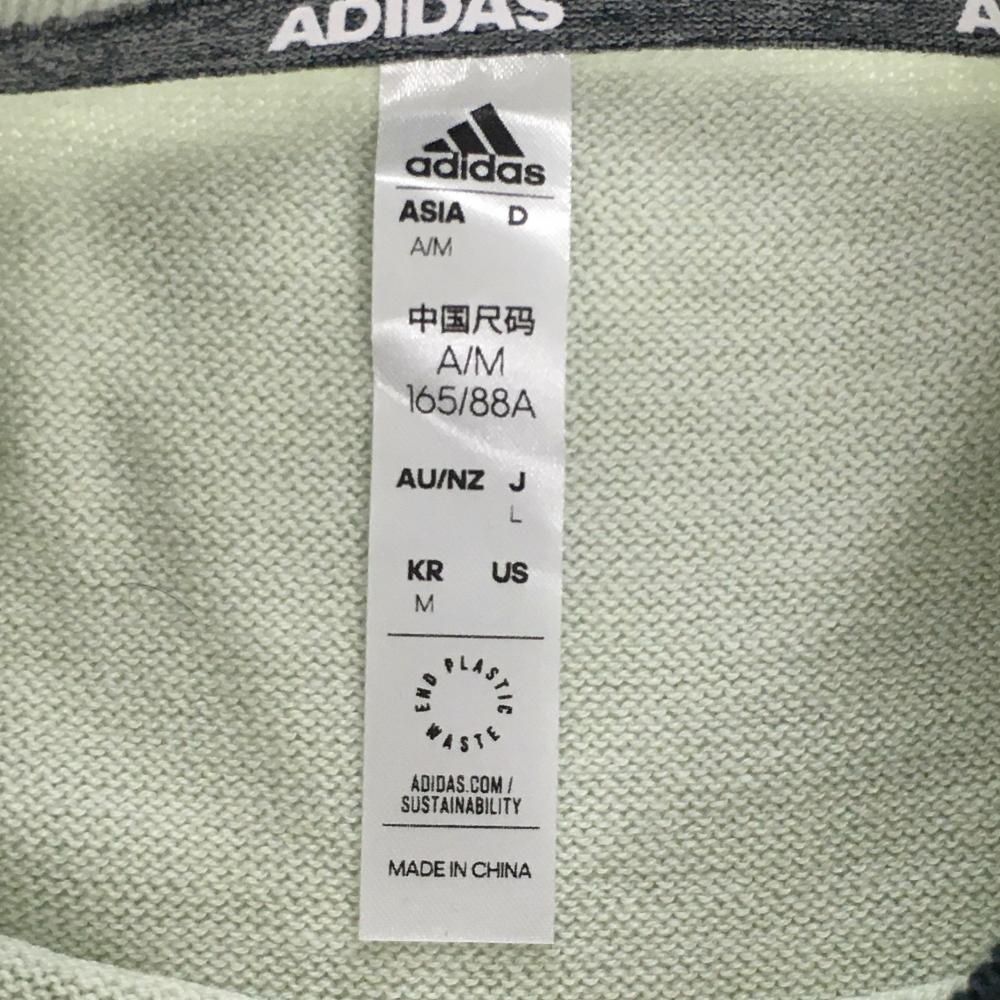 ADIDAS
A
adidas
ASIA D
A/M
中国尺码
A/M
165/88A
AU/NZ J
L
KR US
M
END PLASTIC WASTE
ADIDAS.COM /
SUSTAINABILITY
MADE IN CHINA